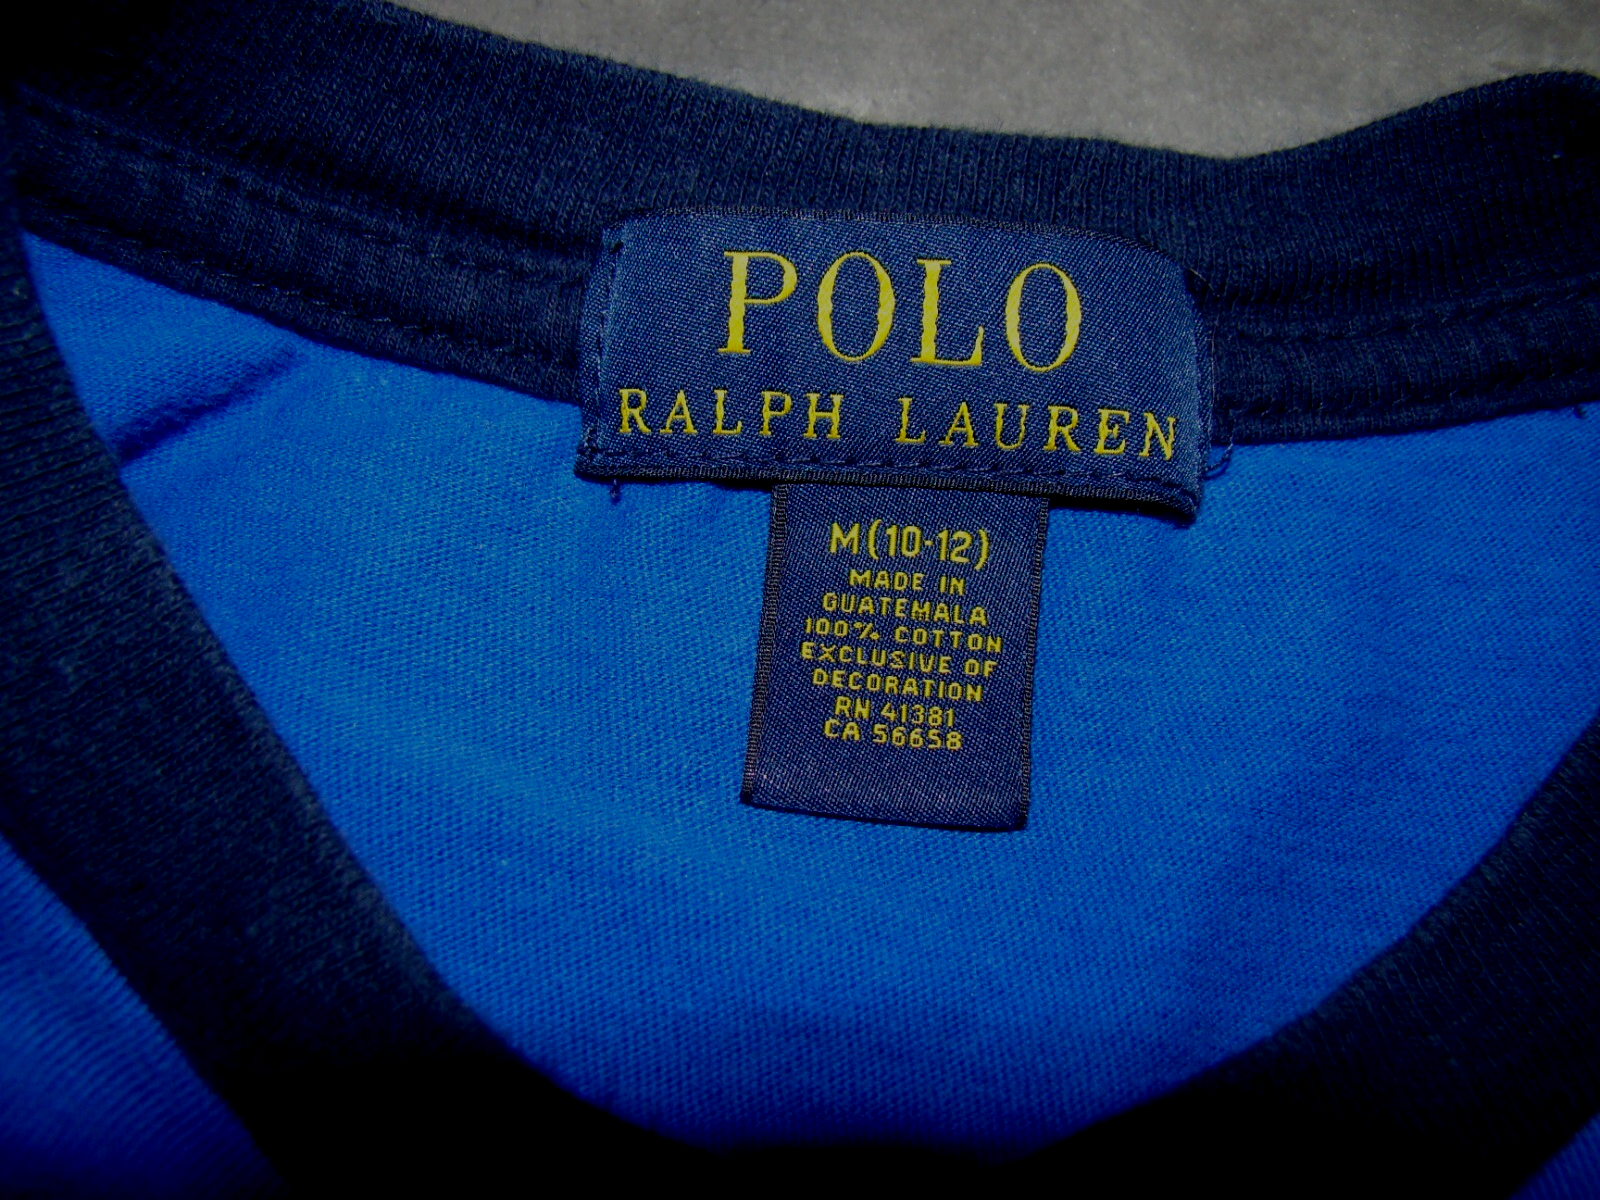 POLO
RALPH LAUREN
M(10-12)
MADE IN
GUATEMALA
100% COTTON
EXCLUSIVE OF
DECORATION
RN 41381
CA 56658